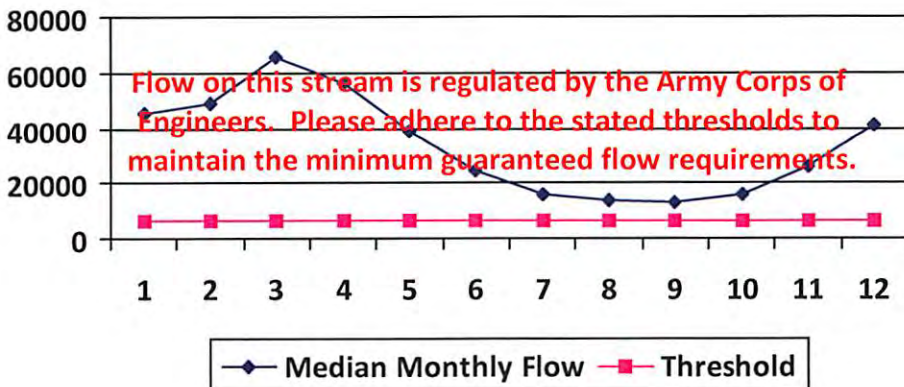 80000
60000
40000
20000
0
Flow on this stream is regulated by the Army Corps of
Engineers. Please adhere to the stated thresholds to
maintain the minimum guaranteed flow requirements.
1 2 3 4 5 6 7 8 9 10 11 12
Median Monthly Flow Threshold